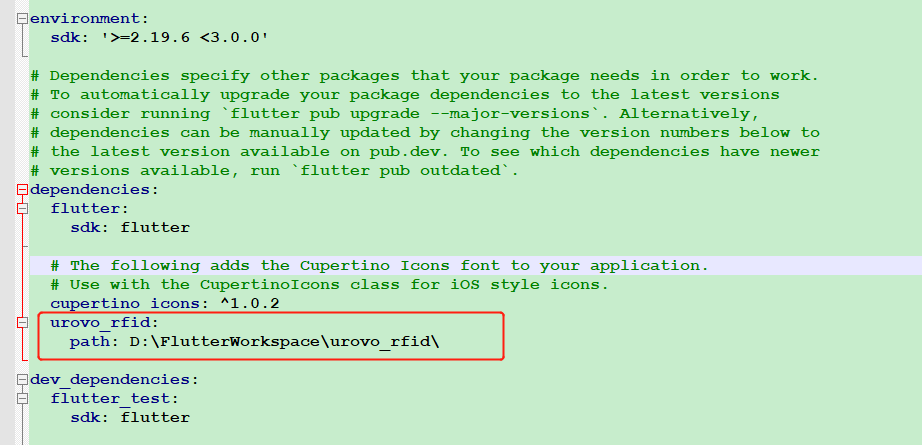 environment:
sdk: '>=2.19.6 <3.0.0'
# Dependencies specify other packages that your package needs in order to work.
# To automatically upgrade your package dependencies to the latest versions
# consider running `flutter pub upgrade --major-versions`. Alternatively,
# dependencies can be manually updated by changing the version numbers below to
# the latest version available on pub.dev. To see which dependencies have newer
# versions available, run `flutter pub outdated`.
dependencies:
flutter:
sdk: flutter
# The following adds the Cupertino Icons font to your application.
# Use with the CupertinoIcons class for iOS style icons.
cupertino_icons: ^1.0.2
urovo_rfid:
path: D:\FlutterWorkspace\urovo_rfid\
dev_dependencies:
flutter_test:
sdk: flutter